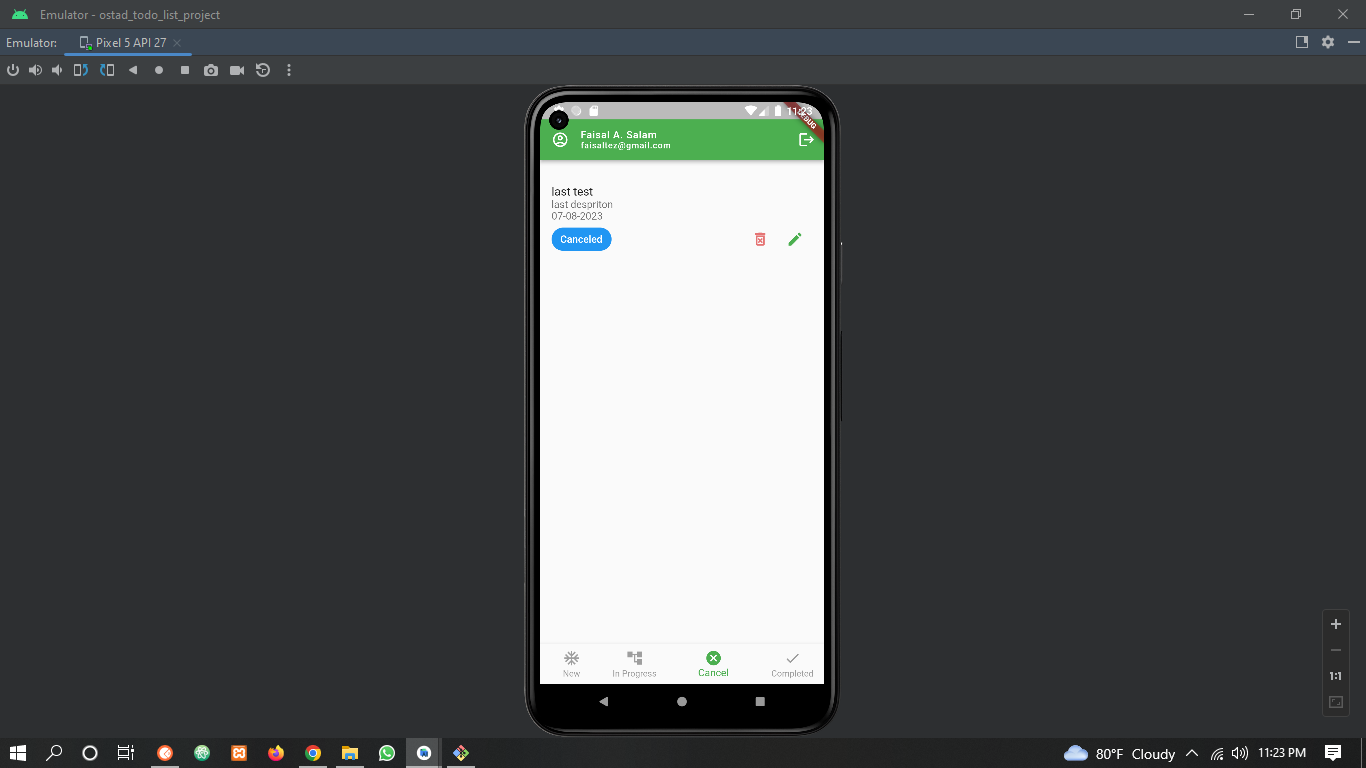 Emulator - ostad_todo_list_project
Emulator:
Pixel 5 API 27
11:23
DEBUG
Faisal A. Salam
faisaltez@gmail.com
last test
last despriton
07-08-2023
Canceled
New
In Progress
Cancel
Completed
1:1
80°F Cloudy
11:23 PM